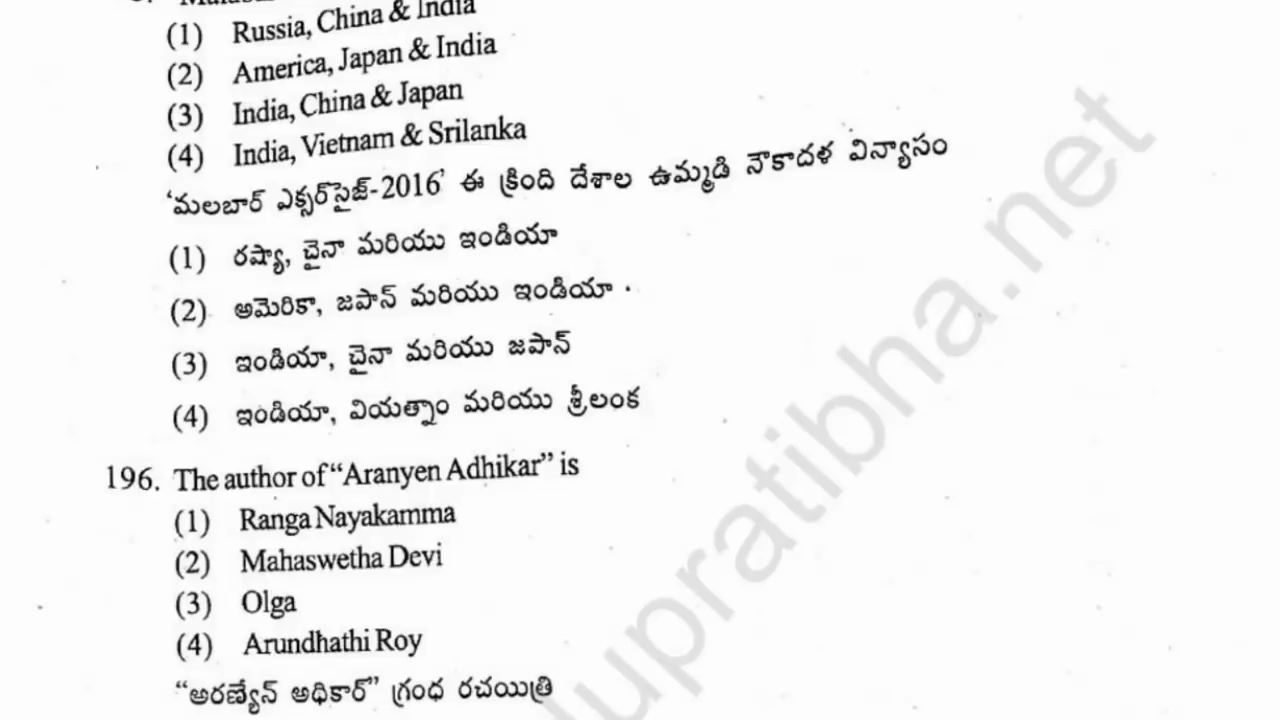 (1) Russia, China & India
(2) America, Japan & India
(3) India, China & Japan
(4) India, Vietnam & Srilanka
‘మలబార్ ఎక్సర్‌సైజ్-2016’ ఈ క్రింది దేశాల ఉమ్మడి నౌకాదళ విన్యాసం
(1) రష్యా, చైనా మరియు ఇండియా
(2) అమెరికా, జపాన్ మరియు ఇండియా .
(3) ఇండియా, చైనా మరియు జపాన్
(4) ఇండియా, వియత్నాం మరియు శ్రీలంక
196. The author of “Aranyen Adhikar” is
(1) Ranga Nayakamma
(2) Mahaswetha Devi
(3) Olga
(4) Arundhathi Roy
“అరణ్యేన్ అధికార్” గ్రంధ రచయిత్రి
upratibha.net